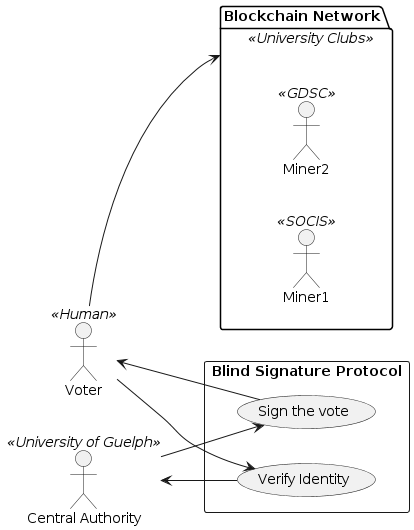 Blockchain Network
«University Clubs»
«GDSC»
Miner2
«SOCIS»
Miner1
«Human»
Voter
Blind Signature Protocol
Sign the vote
«University of Guelph»
Verify Identity
Central Authority